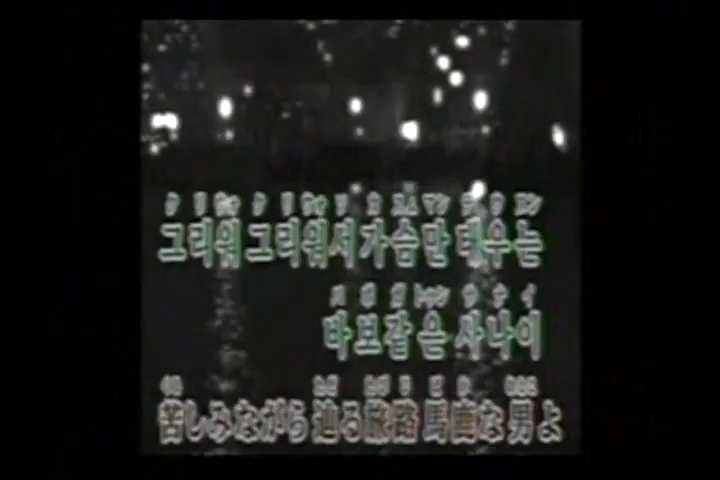 그리워 그리워서 가슴만 태우는
바보같은 사나이
苦しみながら 辿る旅路 馬鹿な男よ